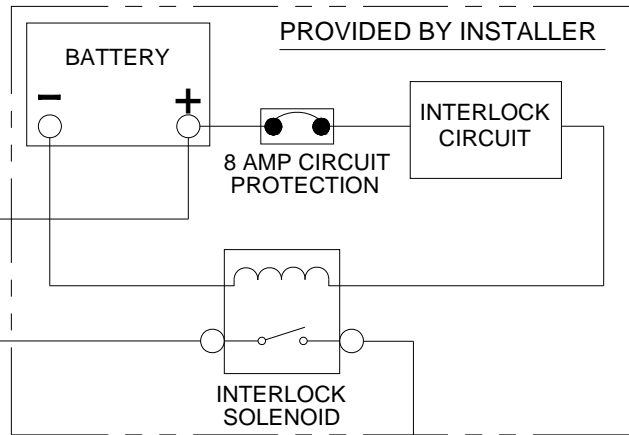 PROVIDED BY INSTALLER
BATTERY
− +
INTERLOCK
CIRCUIT
8 AMP CIRCUIT
PROTECTION
INTERLOCK
SOLENOID